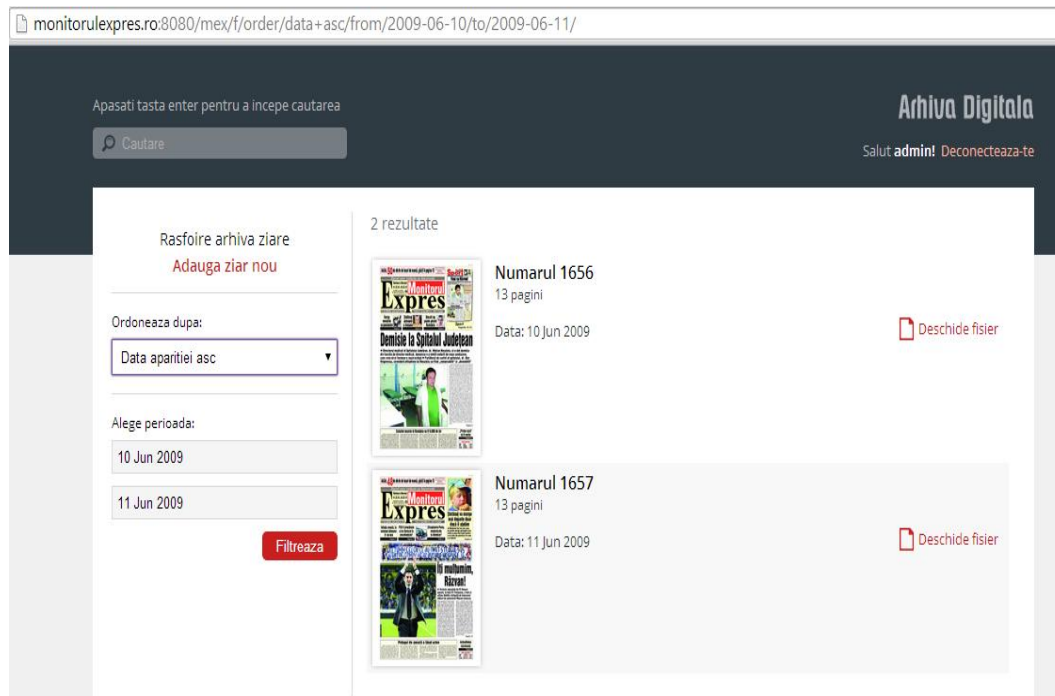 monitorulexpres.ro:8080/mex/f/order/data+asc/from/2009-06-10/to/2009-06-11/
Apasati tasta enter pentru a incepe cautarea
Cautare
Arhiva Digitala
Salut admin! Deconecteaza-te
Rasfoire arhiva ziare
Adauga ziar nou
Ordoneaza dupa:
Data aparitiei asc
Alege perioada:
10 Jun 2009
11 Jun 2009
Filtreaza
2 rezultate
Monitorul
Expres
Demisie la Spitalul Județean
Numarul 1656
13 pagini
Data: 10 Jun 2009
Deschide fisier
Monitorul
Expres
Îți mulțumim,
Răzvan!
Numarul 1657
13 pagini
Data: 11 Jun 2009
Deschide fisier